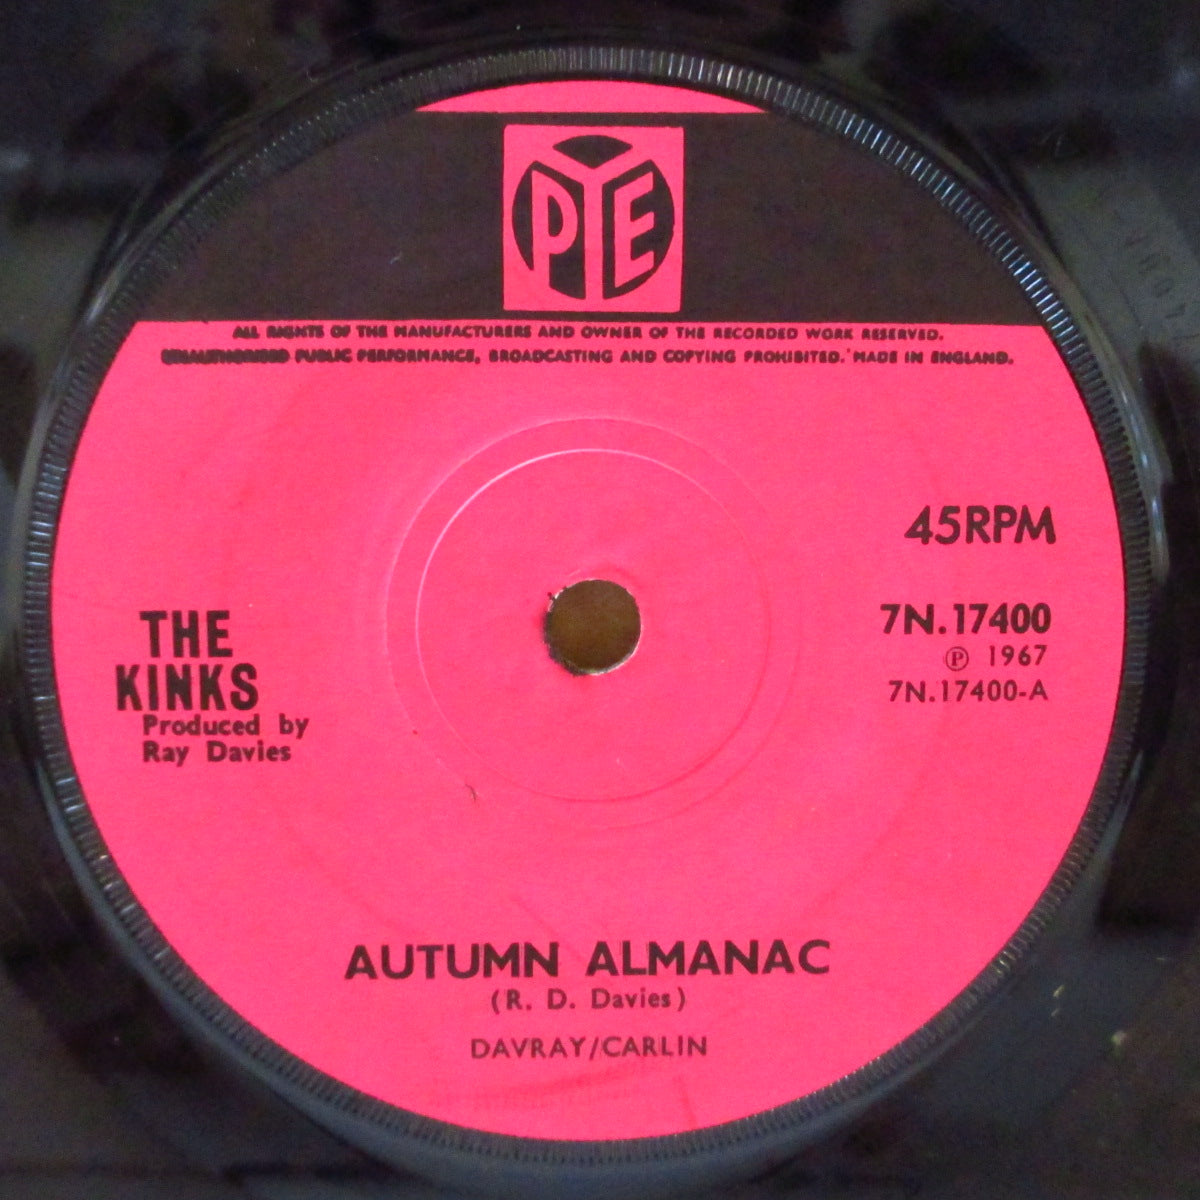 PYE
ALL RIGHTS OF THE MANUFACTURERS AND OWNER OF THE RECORDED WORK RESERVED.
UNAUTHORISED PUBLIC PERFORMANCE, BROADCASTING AND COPYING PROHIBITED. MADE IN ENGLAND.
45RPM
7N.17400
Ⓟ 1967
7N.17400-A
THE
KINKS
Produced by
Ray Davies
AUTUMN ALMANAC
(R. D. Davies)
DAVRAY/CARLIN